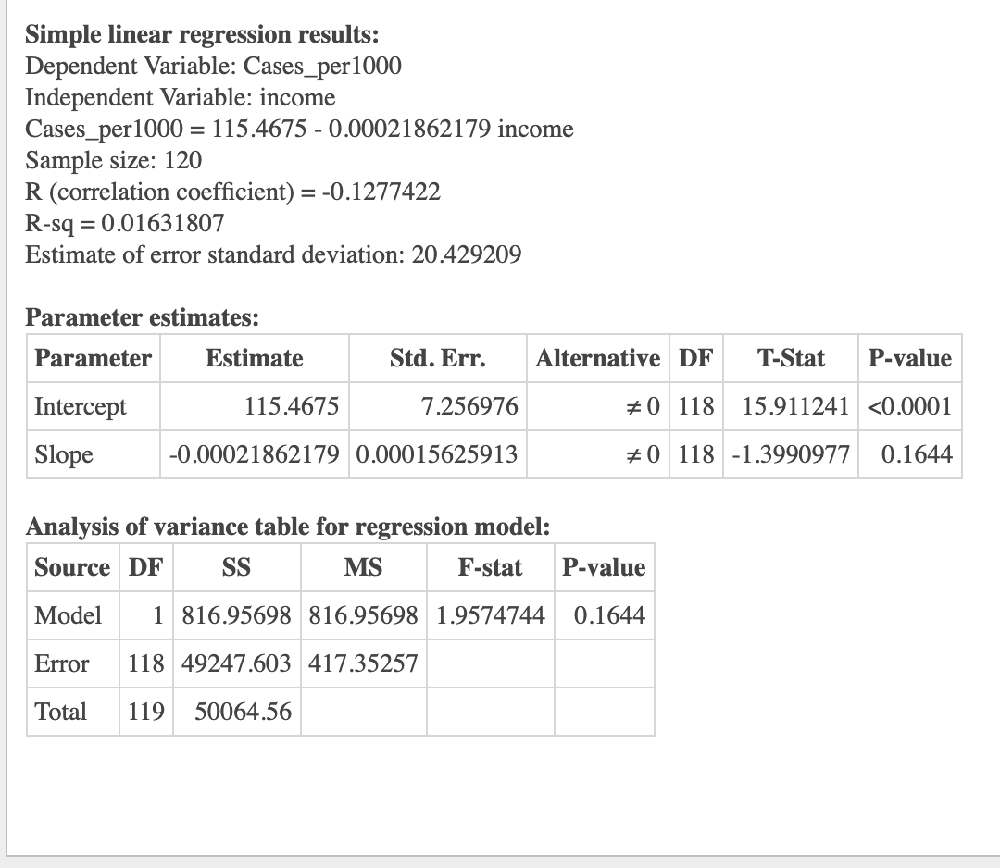 Simple linear regression results:
Dependent Variable: Cases_per1000
Independent Variable: income
Cases_per1000 = 115.4675 - 0.00021862179 income
Sample size: 120
R (correlation coefficient) = -0.1277422
R-sq = 0.01631807
Estimate of error standard deviation: 20.429209
Parameter estimates:
Parameter Estimate Std. Err. Alternative DF T-Stat P-value
Intercept 115.4675 7.256976 ≠ 0 118 15.911241 <0.0001
Slope -0.00021862179 0.00015625913 ≠ 0 118 -1.3990977 0.1644
Analysis of variance table for regression model:
Source DF SS MS F-stat P-value
Model 1 816.95698 816.95698 1.9574744 0.1644
Error 118 49247.603 417.35257
Total 119 50064.56